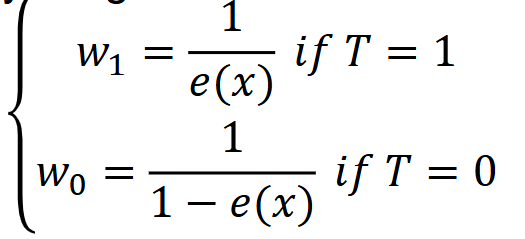 w₁ = 1/e(x) if T = 1
w₀ = 1/(1 − e(x)) if T = 0